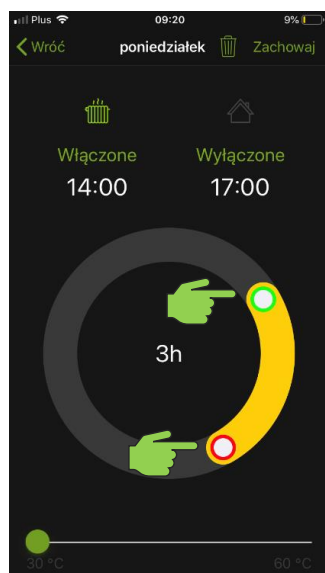 Plus 09:20 9%
Wróć poniedziałek Zachowaj
Włączone Wyłączone
14:00 17:00
3h
30 °C 60 °C